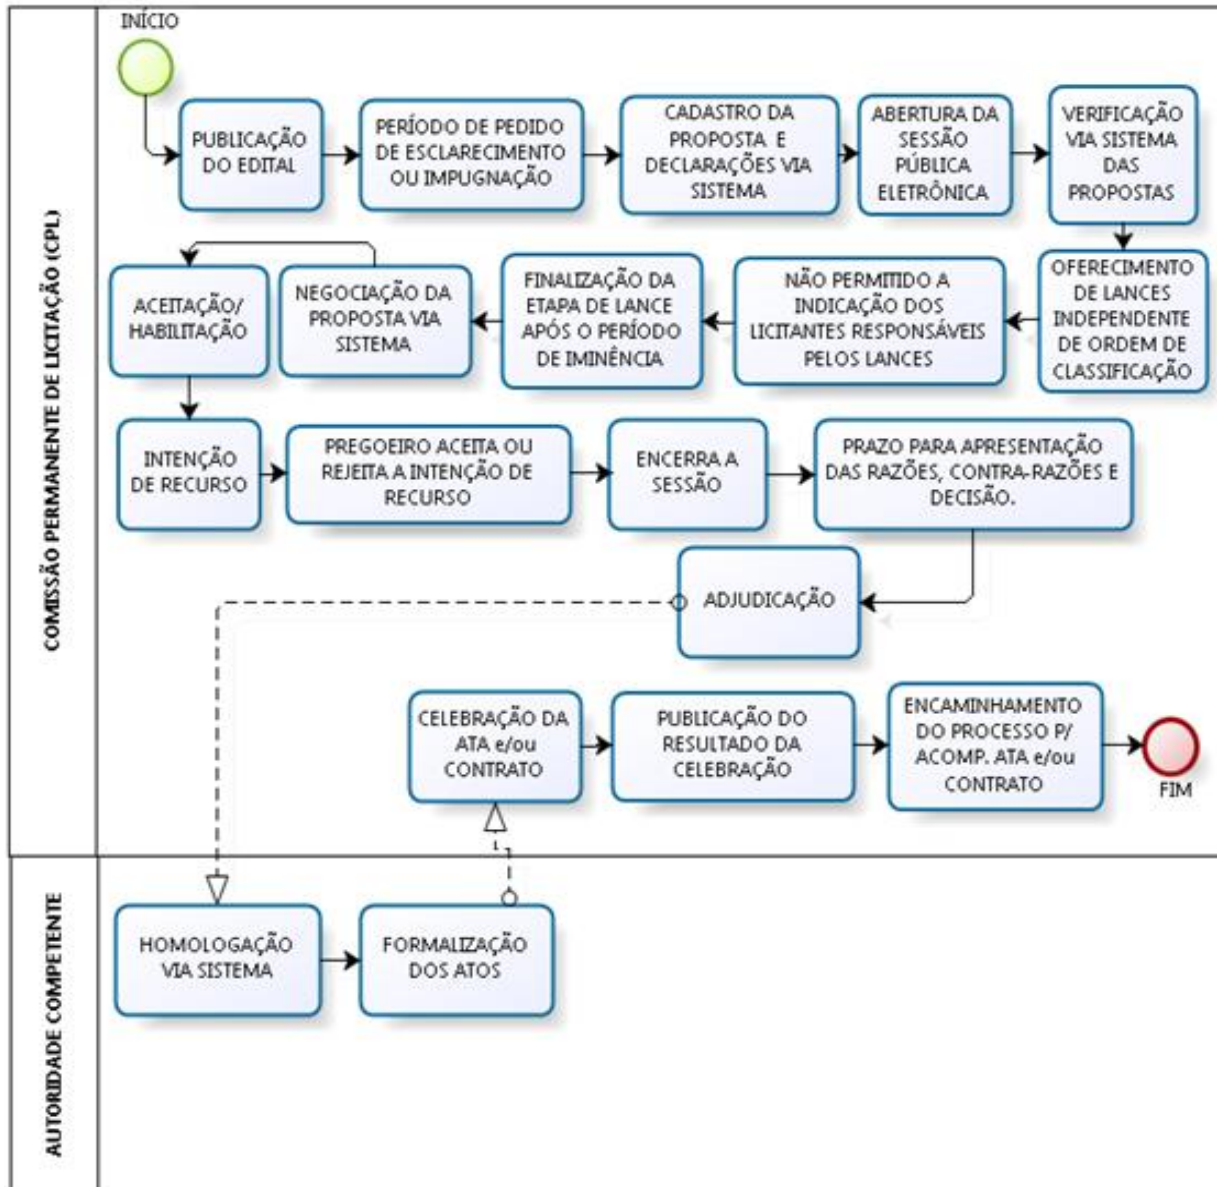 COMISSÃO PERMANENTE DE LICITAÇÃO (CPL)
INÍCIO
PUBLICAÇÃO
DO EDITAL
PERÍODO DE PEDIDO
DE ESCLARECIMENTO
OU IMPUGNAÇÃO
CADASTRO DA
PROPOSTA E
DECLARAÇÕES VIA
SISTEMA
ABERTURA DA
SESSÃO
PÚBLICA
ELETRÔNICA
VERIFICAÇÃO
VIA SISTEMA
DAS
PROPOSTAS
OFERECIMENTO
DE LANCES
INDEPENDENTE
DE ORDEM DE
CLASSIFICAÇÃO
NÃO PERMITIDO A
INDICAÇÃO DOS
LICITANTES RESPONSÁVEIS
PELOS LANCES
FINALIZAÇÃO DA
ETAPA DE LANCE
APÓS O PERÍODO
DE IMINÊNCIA
NEGOCIAÇÃO DA
PROPOSTA VIA
SISTEMA
ACEITAÇÃO/
HABILITAÇÃO
INTENÇÃO
DE RECURSO
PREGOEIRO ACEITA OU
REJEITA A INTENÇÃO DE
RECURSO
ENCERRA A
SESSÃO
PRAZO PARA APRESENTAÇÃO
DAS RAZÕES, CONTRA-RAZÕES E
DECISÃO.
ADJUDICAÇÃO
CELEBRAÇÃO DA
ATA e/ou
CONTRATO
PUBLICAÇÃO DO
RESULTADO DA
CELEBRAÇÃO
ENCAMINHAMENTO
DO PROCESSO P/
ACOMP. ATA e/ou
CONTRATO
FIM
AUTORIDADE COMPETENTE
HOMOLOGAÇÃO
VIA SISTEMA
FORMALIZAÇÃO
DOS ATOS